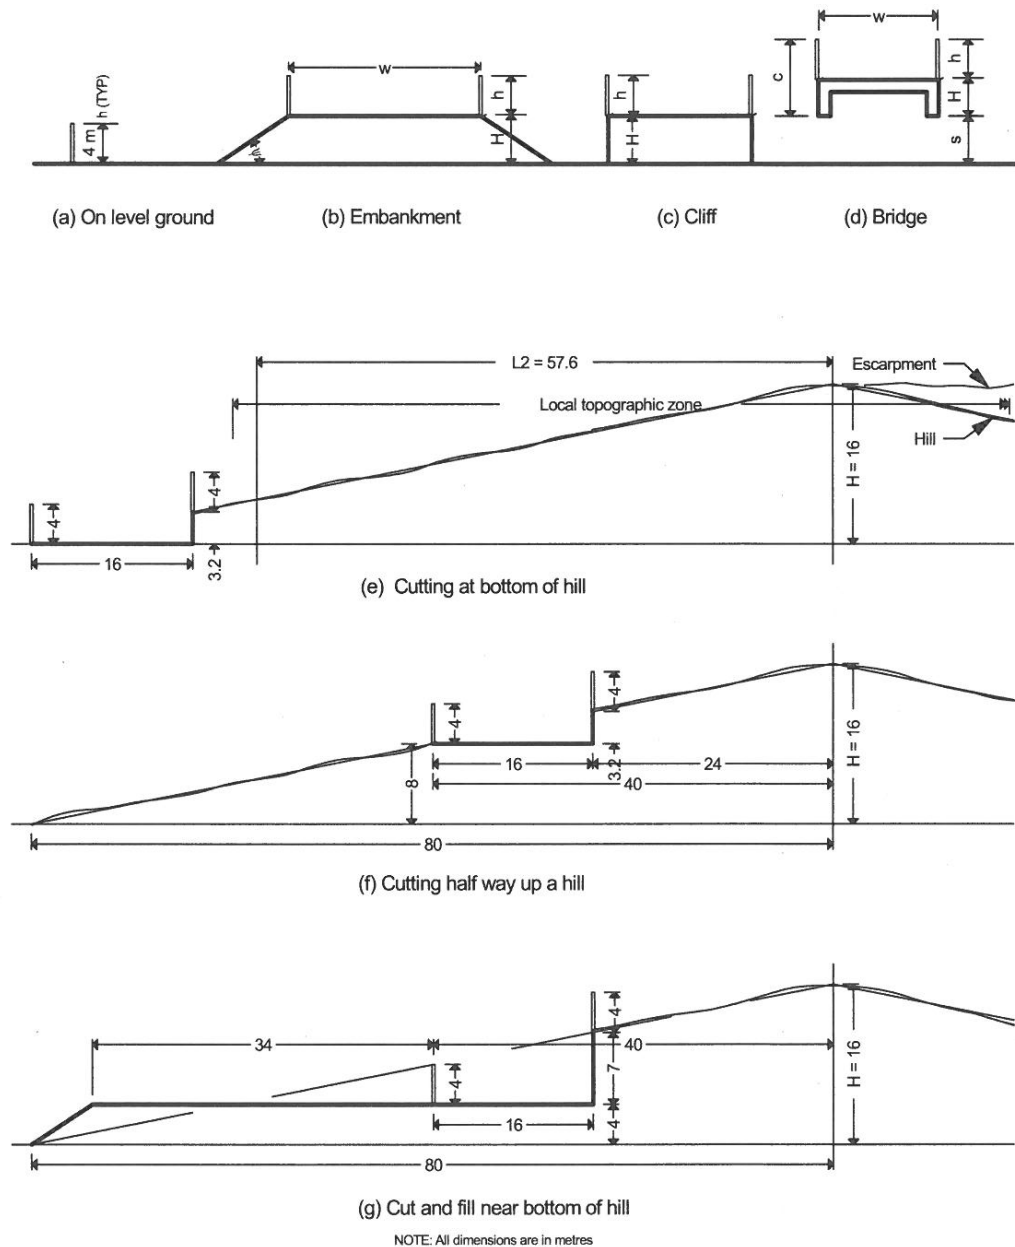 w
h (TYP)
4 m
h
H
w
h
H
h
H
w
c
h
H
s
(a) On level ground
(b) Embankment
(c) Cliff
(d) Bridge
L2 = 57.6
Escarpment
Local topographic zone
Hill
H = 16
4
4
16
3.2
(e) Cutting at bottom of hill
4
4
16
3.2
24
40
8
H = 16
80
(f) Cutting half way up a hill
4
34
40
4
7
16
4
H = 16
80
(g) Cut and fill near bottom of hill
NOTE: All dimensions are in metres